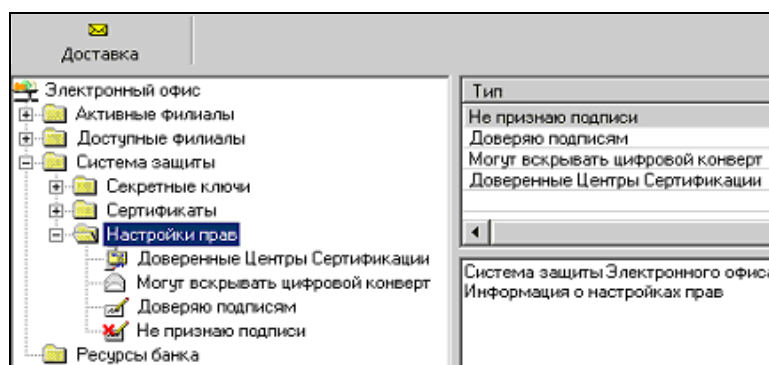 Доставка
Электронный офис
Активные филиалы
Доступные филиалы
Система защиты
Секретные ключи
Сертификаты
Настройки прав
Доверенные Центры Сертификации
Могут вскрывать цифровой конверт
Доверяю подписям
Не признаю подписи
Ресурсы банка
Тип
Не признаю подписи
Доверяю подписям
Могут вскрывать цифровой конверт
Доверенные Центры Сертификации
Система защиты Электронного офиса
Информация о настройках прав